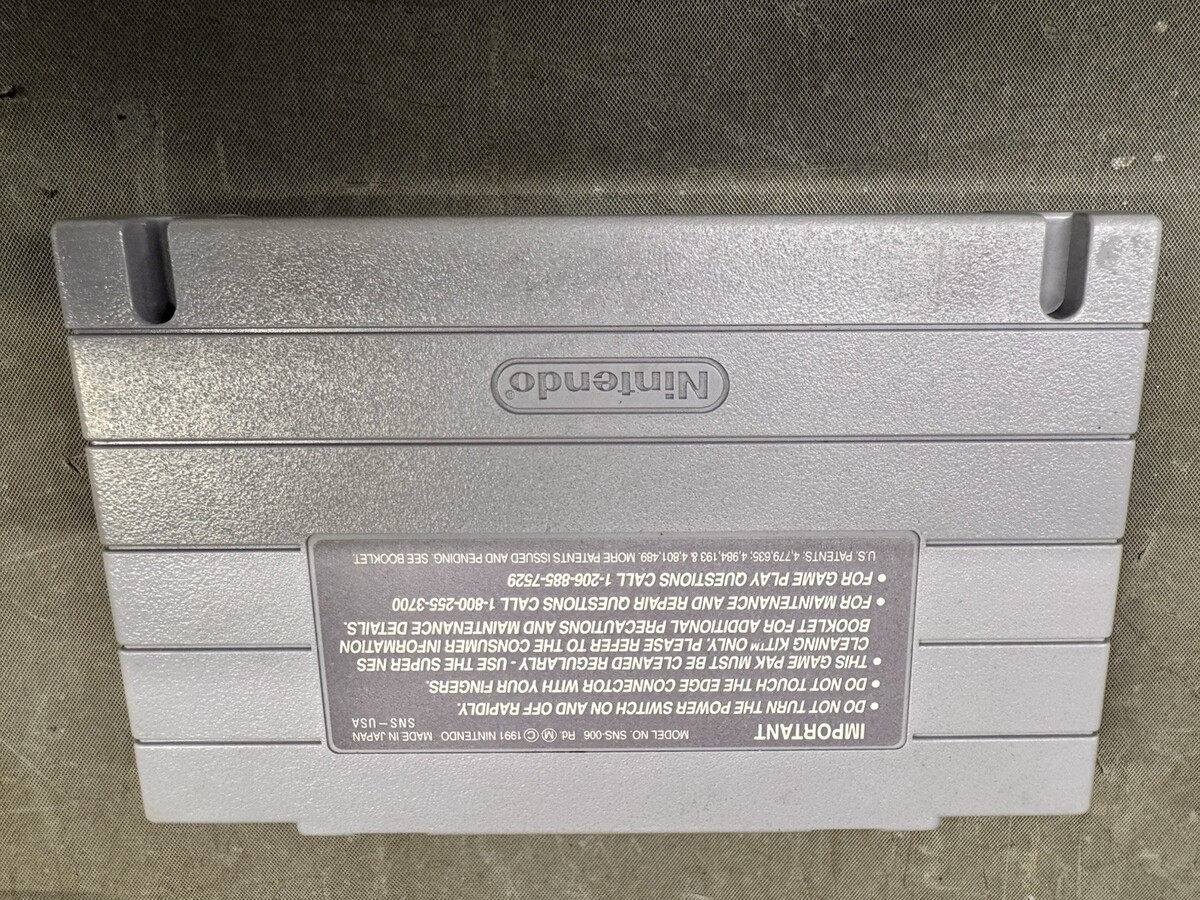 IMPORTANT MODEL NO. SNS-006 Rd. Ⓜ Ⓒ 1991 NINTENDO MADE IN JAPAN
SNS-USA
• DO NOT TURN THE POWER SWITCH ON AND OFF RAPIDLY.
• DO NOT TOUCH THE EDGE CONNECTOR WITH YOUR FINGERS.
• THIS GAME PAK MUST BE CLEANED REGULARLY - USE THE SUPER NES
CLEANING KIT™ ONLY. PLEASE REFER TO THE CONSUMER INFORMATION
BOOKLET FOR ADDITIONAL PRECAUTIONS AND MAINTENANCE DETAILS.
• FOR MAINTENANCE AND REPAIR QUESTIONS CALL 1-800-255-3700
• FOR GAME PLAY QUESTIONS CALL 1-206-885-7529
U.S. PATENTS: 4,779,635; 4,984,193 & 4,801,489. MORE PATENTS ISSUED AND PENDING. SEE BOOKLET.
Nintendo®